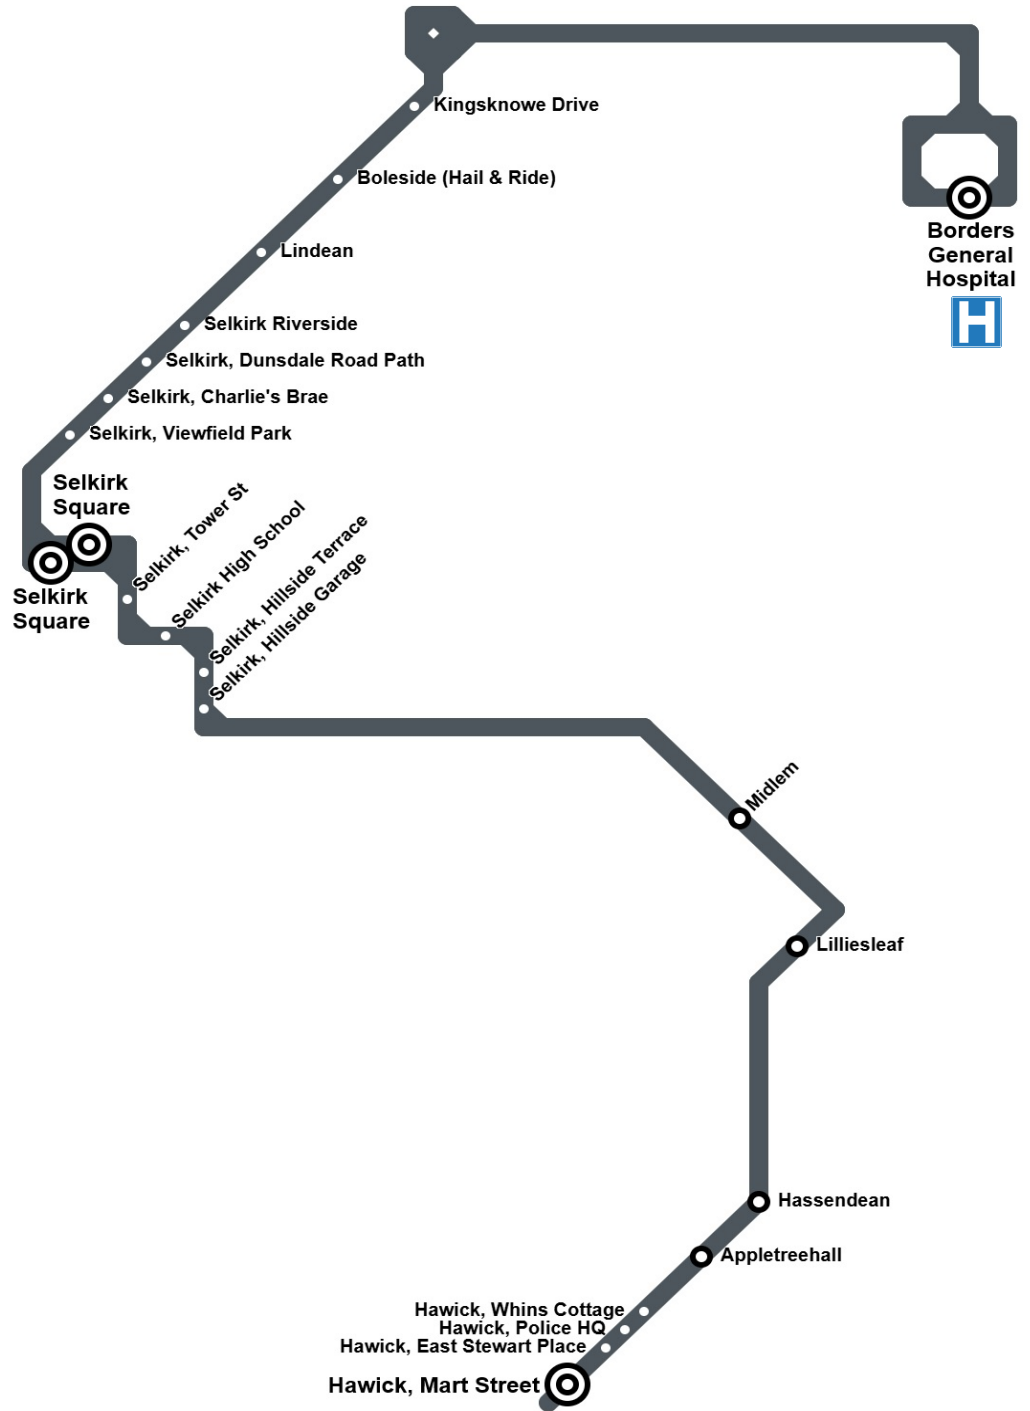 Kingsknowe Drive
Boleside (Hail & Ride)
Borders
General
Hospital
H
Lindean
Selkirk Riverside
Selkirk, Dunsdale Road Path
Selkirk, Charlie's Brae
Selkirk, Viewfield Park
Selkirk
Square
Selkirk
Square
Selkirk, Tower St
Selkirk High School
Selkirk, Hillside Terrace
Selkirk, Hillside Garage
Midlem
Lilliesleaf
Hassendean
Appletreehall
Hawick, Whins Cottage
Hawick, Police HQ
Hawick, East Stewart Place
Hawick, Mart Street